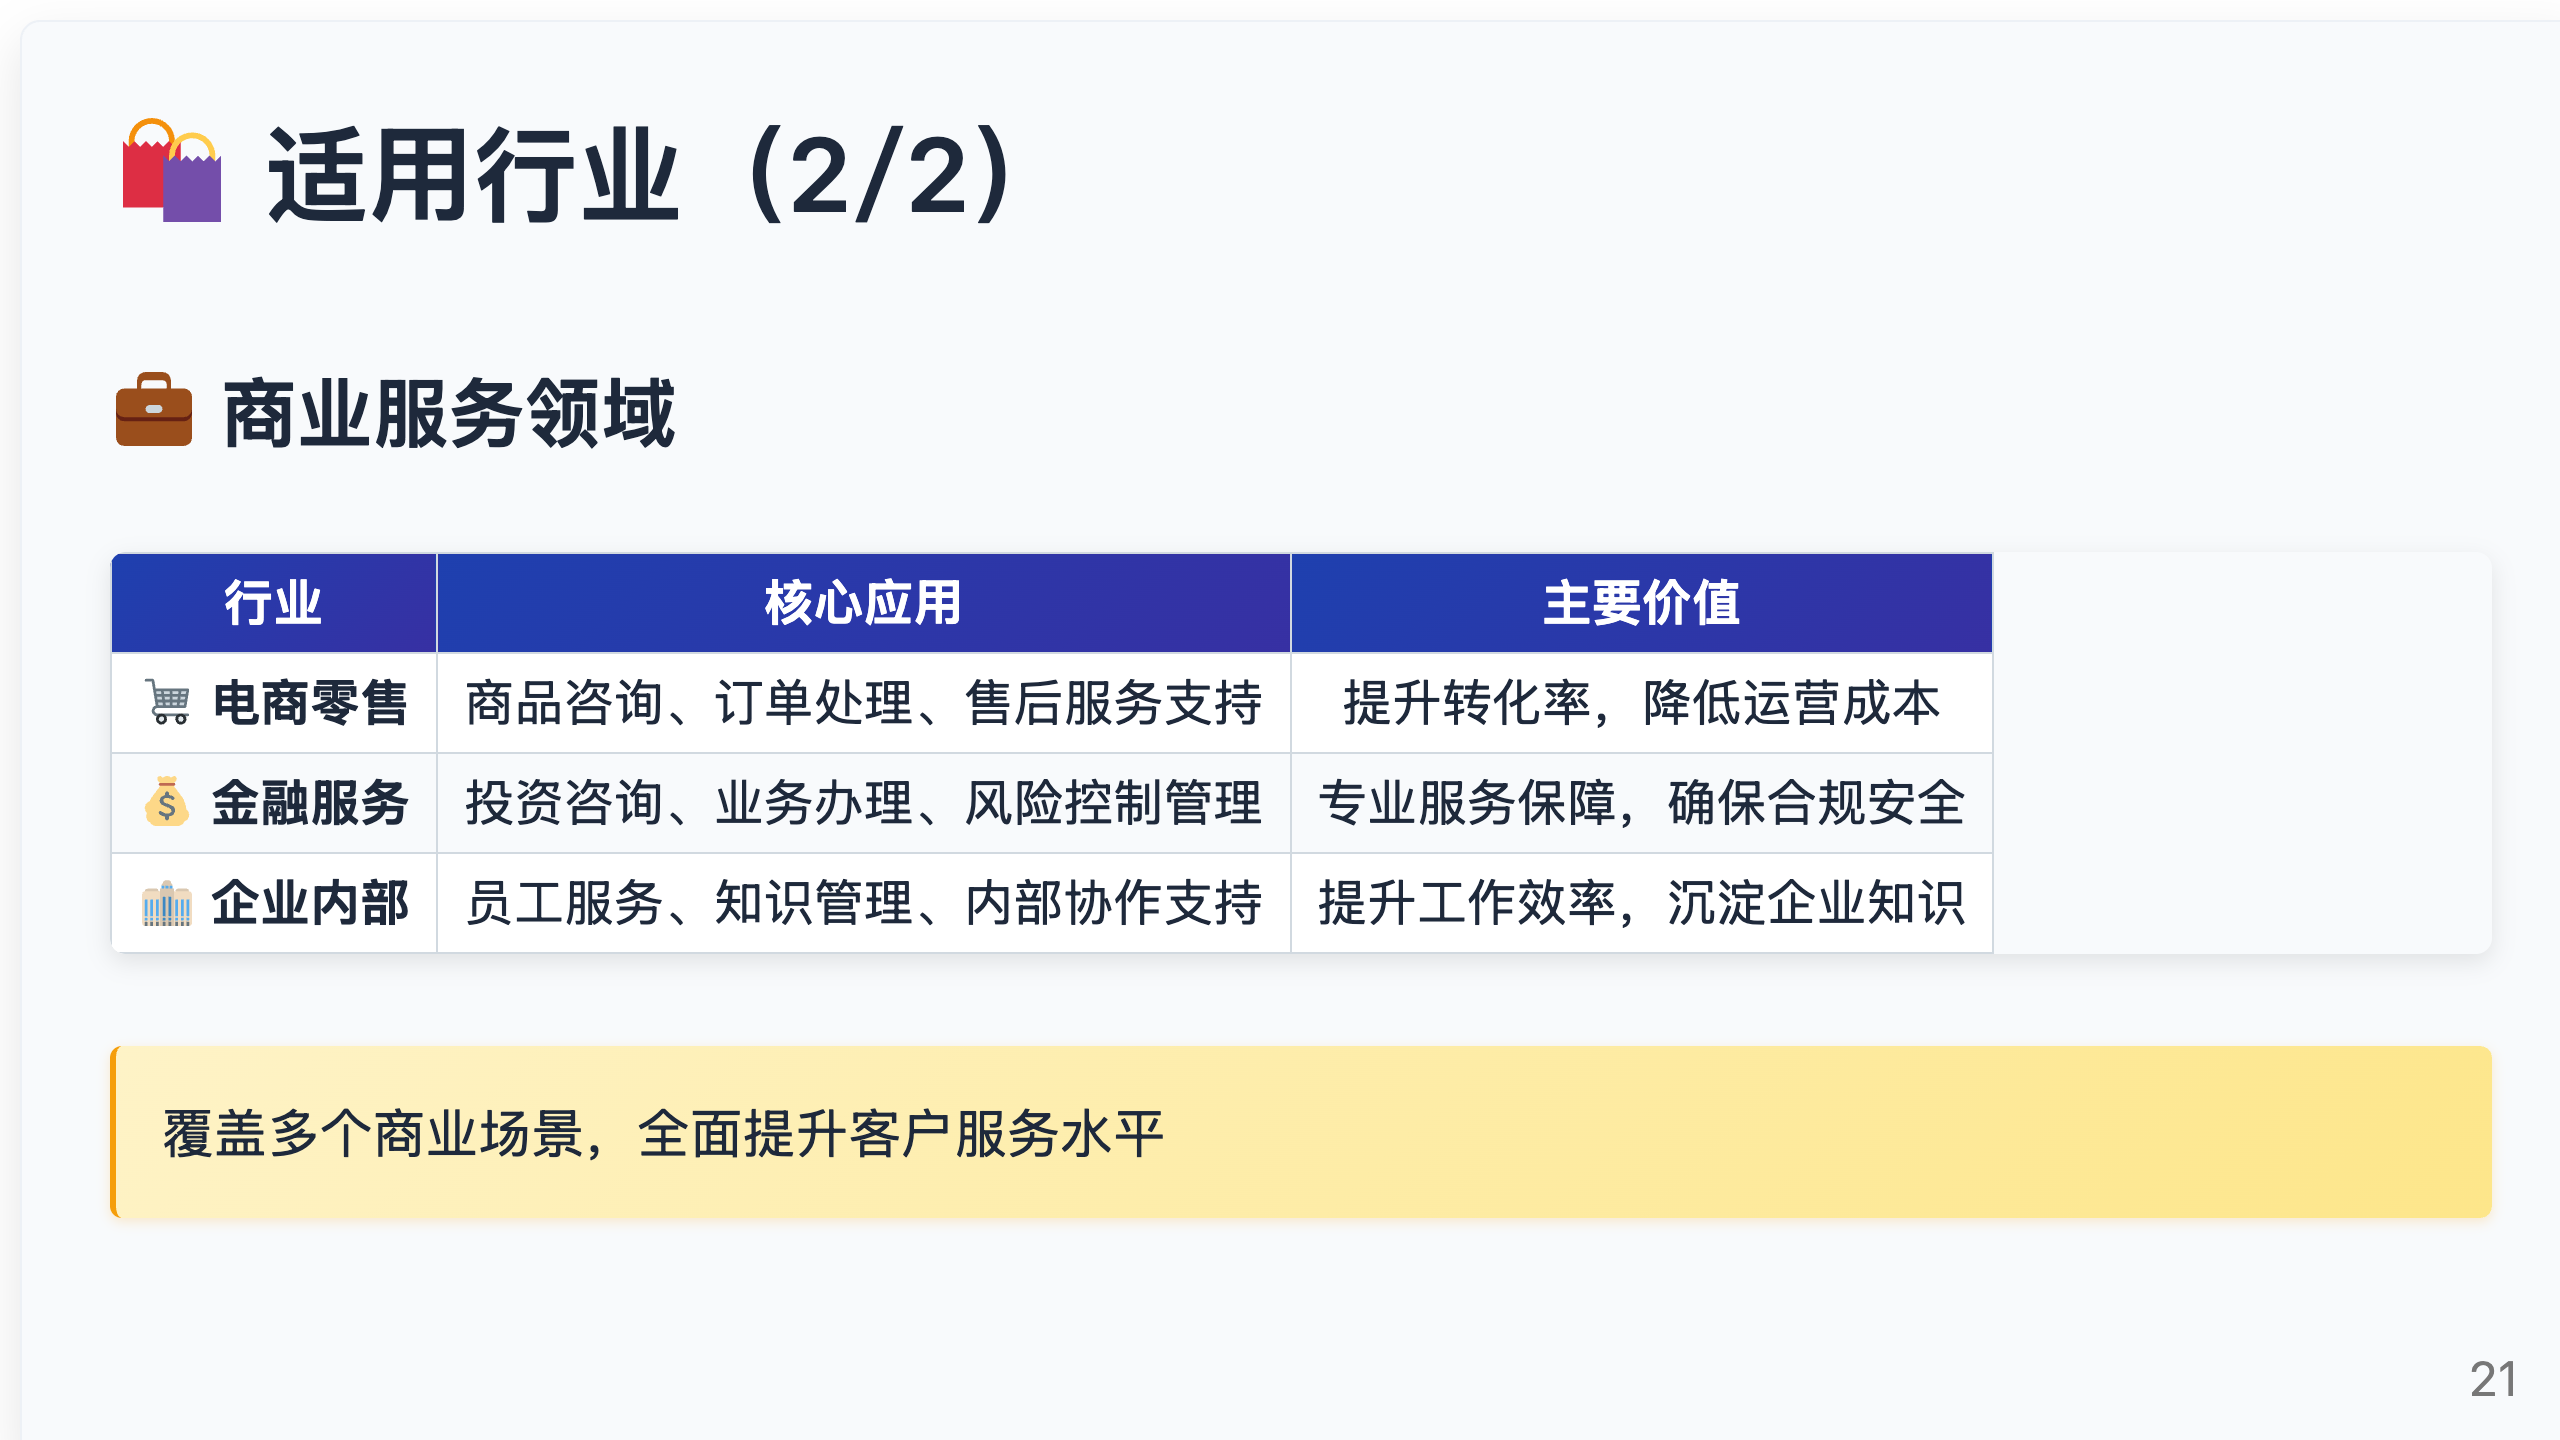 适用行业（2/2）
商业服务领域
行业 核心应用 主要价值
电商零售 商品咨询、订单处理、售后服务支持 提升转化率，降低运营成本
金融服务 投资咨询、业务办理、风险控制管理 专业服务保障，确保合规安全
企业内部 员工服务、知识管理、内部协作支持 提升工作效率，沉淀企业知识
覆盖多个商业场景，全面提升客户服务水平
21